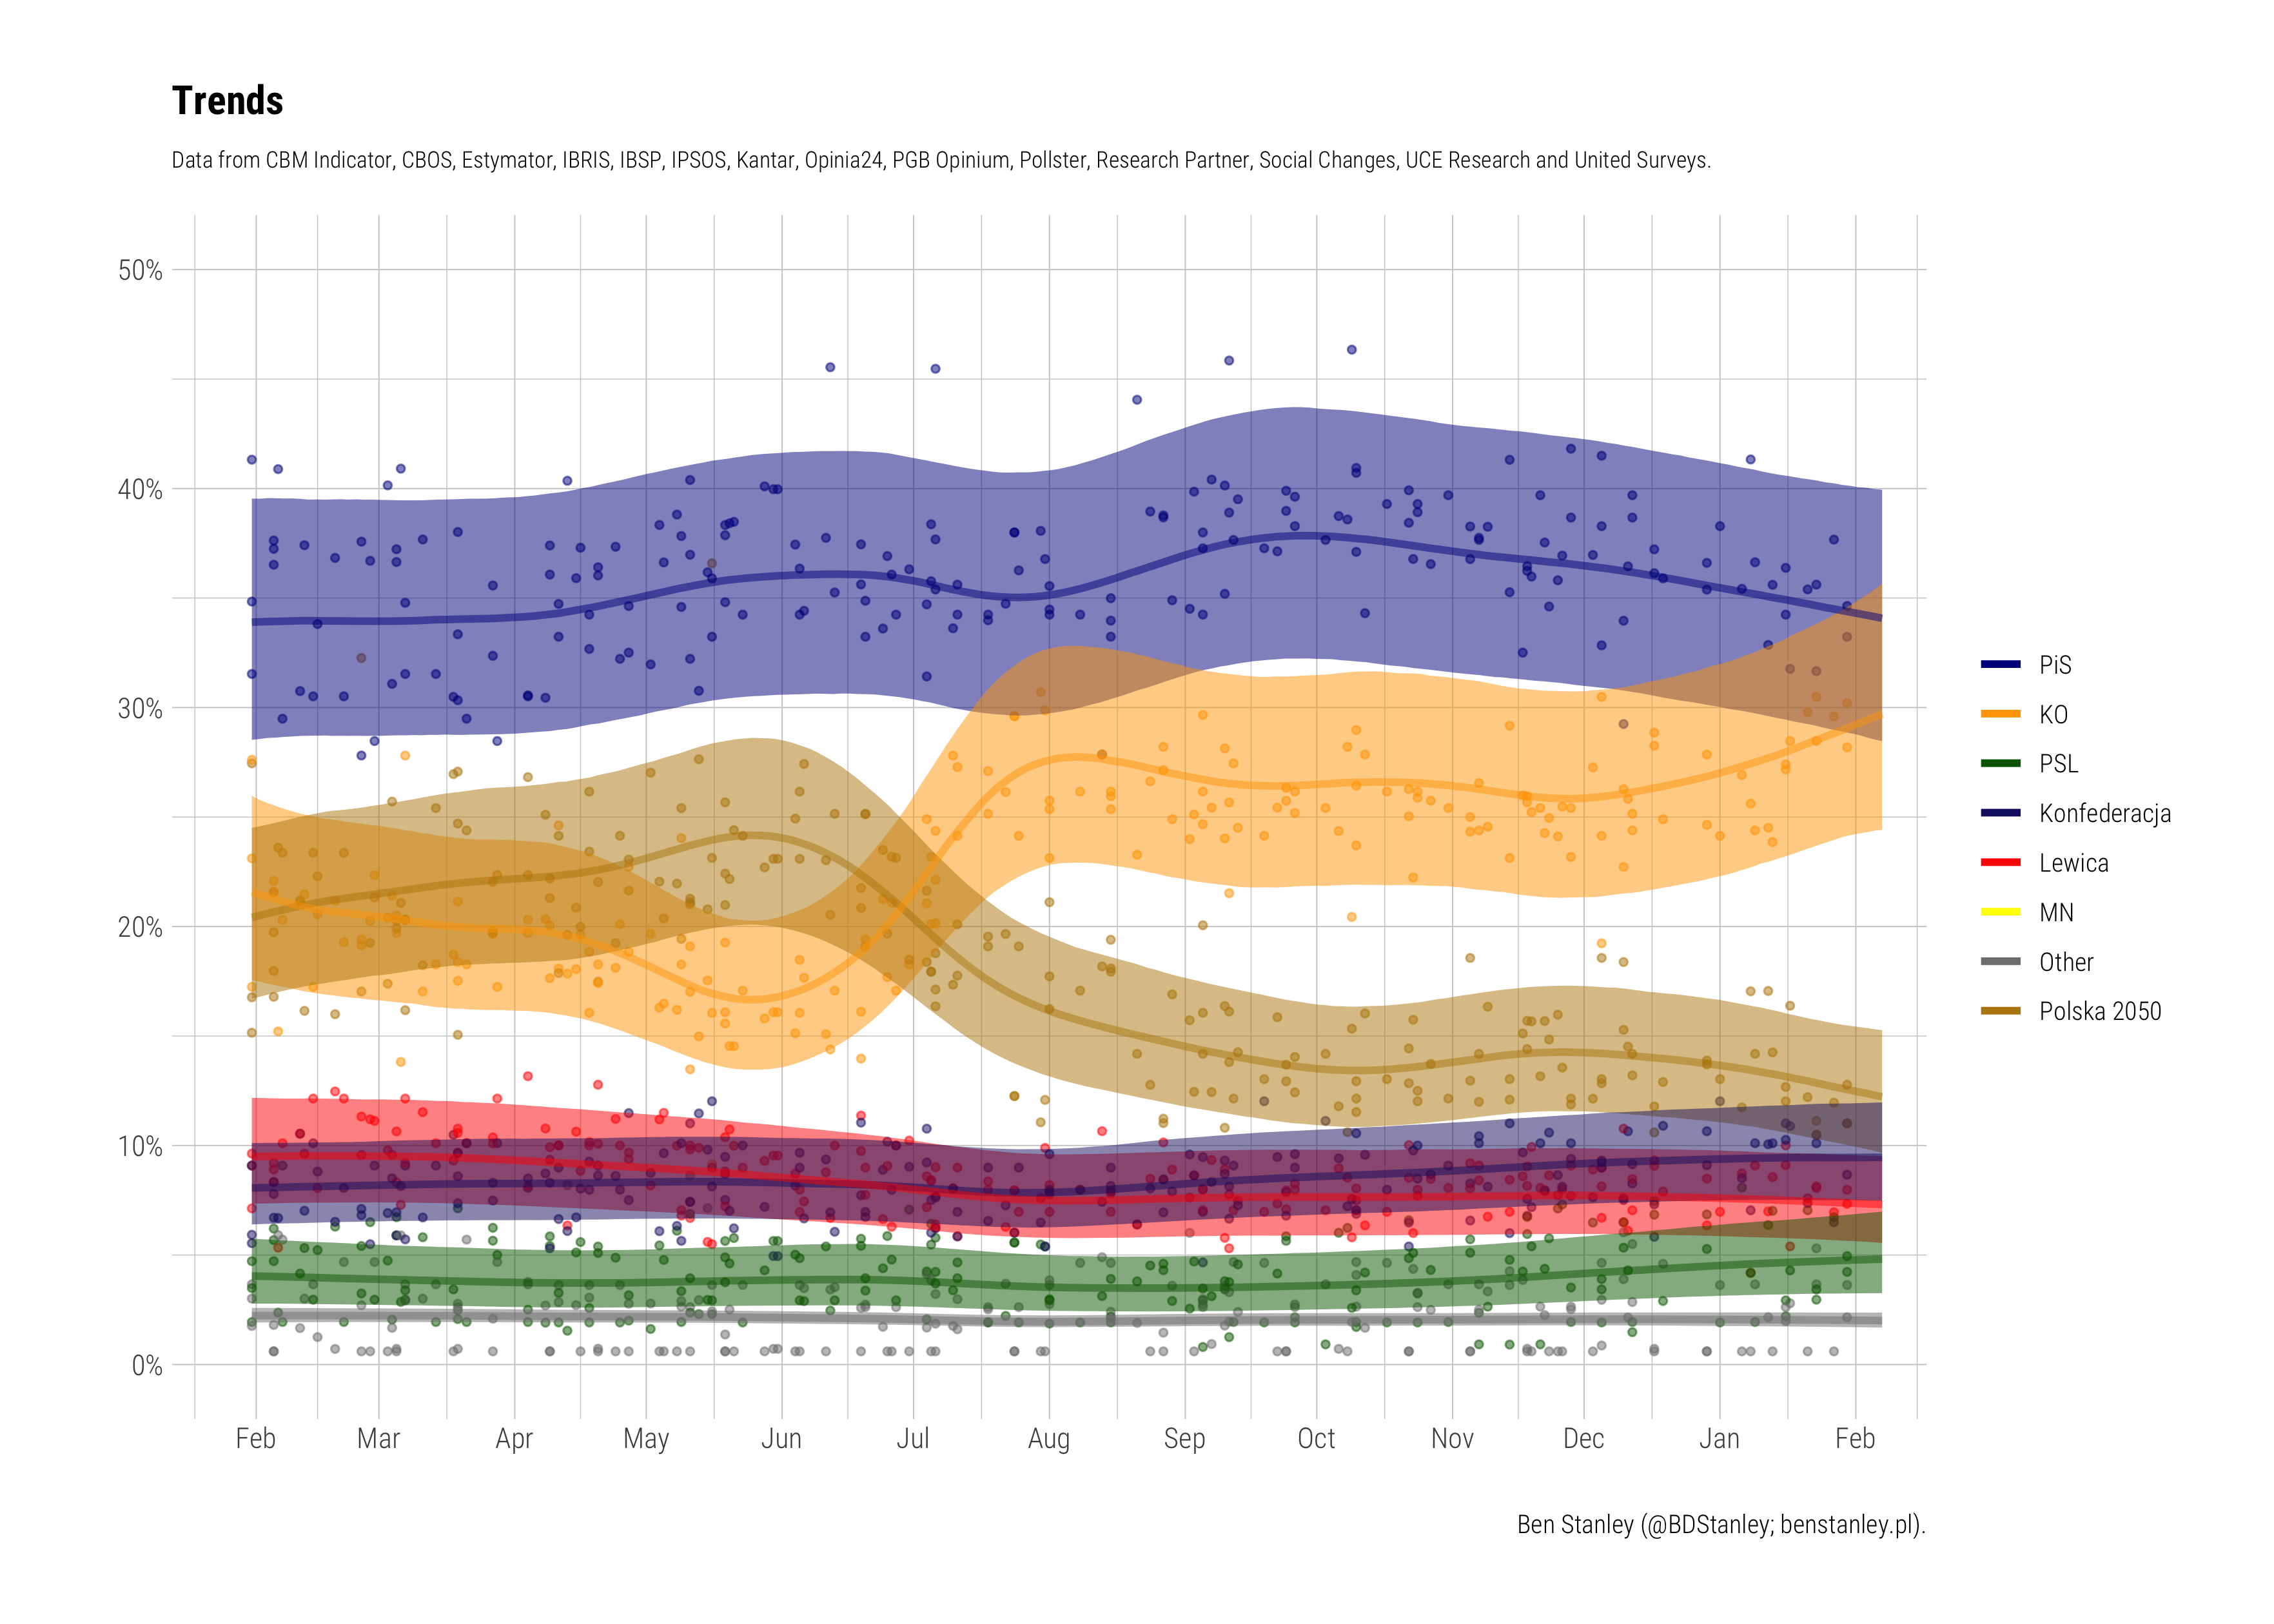 Trends
Data from CBM Indicator, CBOS, Estymator, IBRIS, IBSP, IPSOS, Kantar, Opinia24, PGB Opinium, Pollster, Research Partner, Social Changes, UCE Research and United Surveys.
50%
40%
30%
20%
10%
0%
Feb Mar Apr May Jun Jul Aug Sep Oct Nov Dec Jan Feb
PiS
KO
PSL
Konfederacja
Lewica
MN
Other
Polska 2050
Ben Stanley (@BDStanley; benstanley.pl).